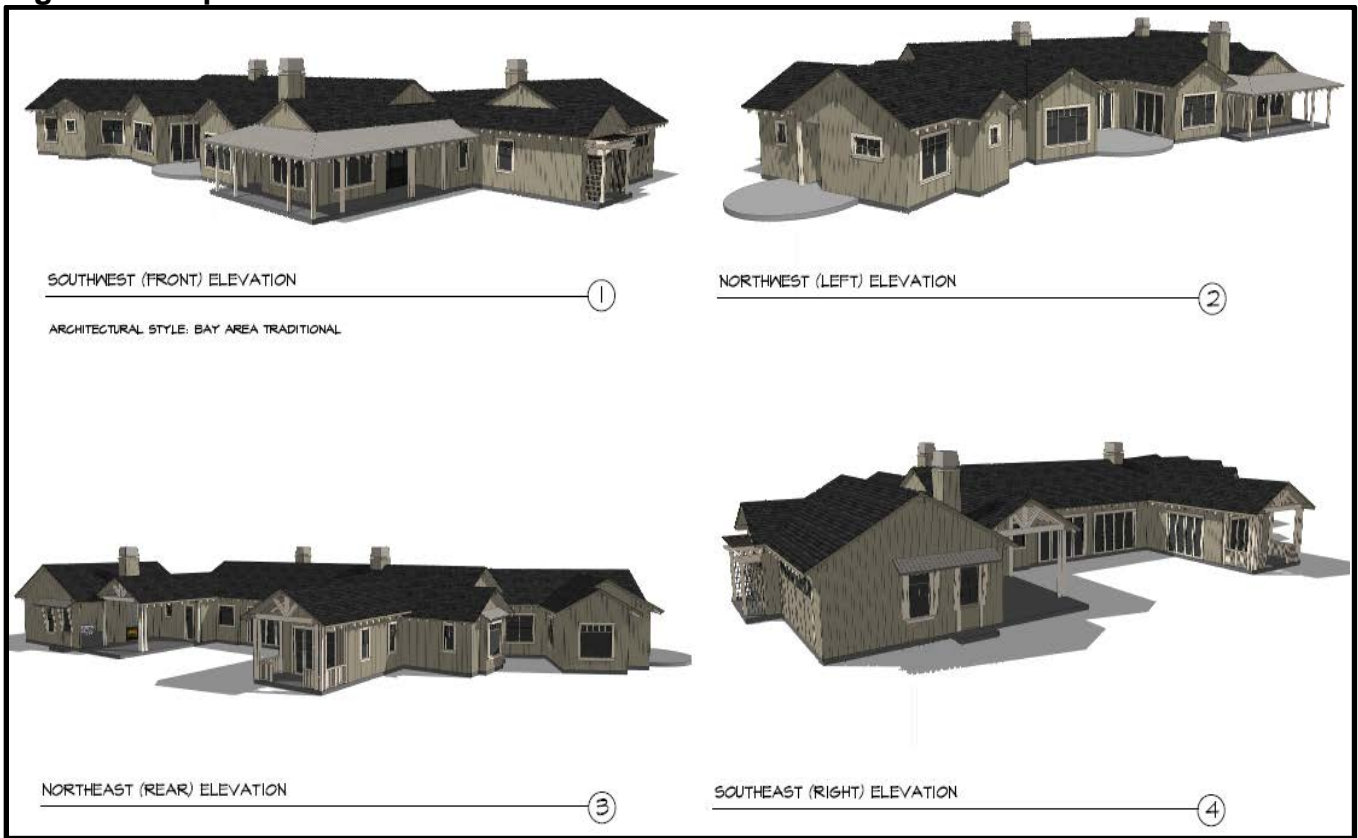 SOUTHWEST (FRONT) ELEVATION
1
ARCHITECTURAL STYLE: BAY AREA TRADITIONAL
NORTHWEST (LEFT) ELEVATION
2
NORTHEAST (REAR) ELEVATION
3
SOUTHEAST (RIGHT) ELEVATION
4